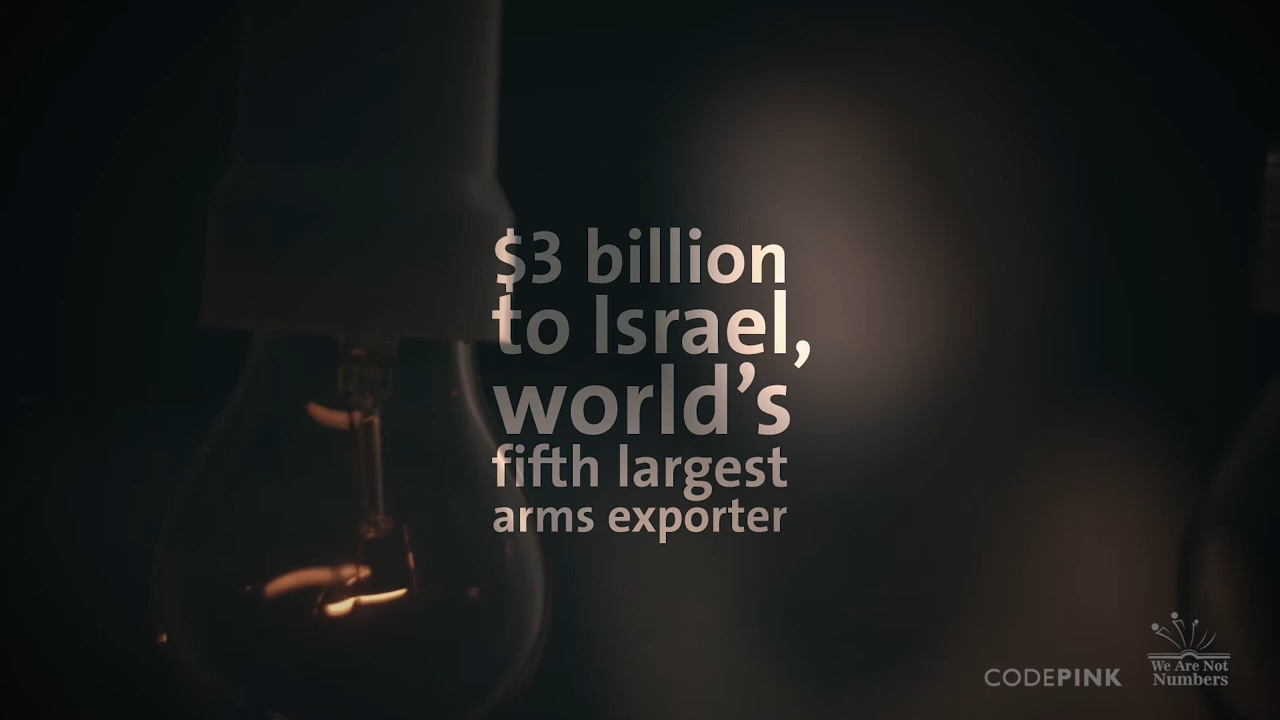 $3 billion
to Israel,
world’s
fifth largest
arms exporter
CODEPINK
We Are Not
Numbers